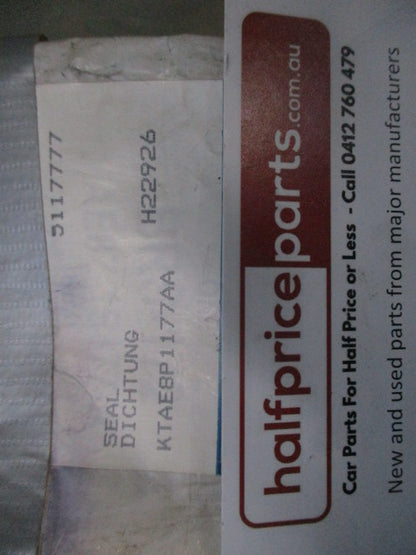 5117777
H22926
SEAL
DICHTUNG
KTAE8P1177AA
halfpriceparts.com.au
Car Parts For Half Price or Less - Call 0412 760 479
New and used parts from major manufacturers